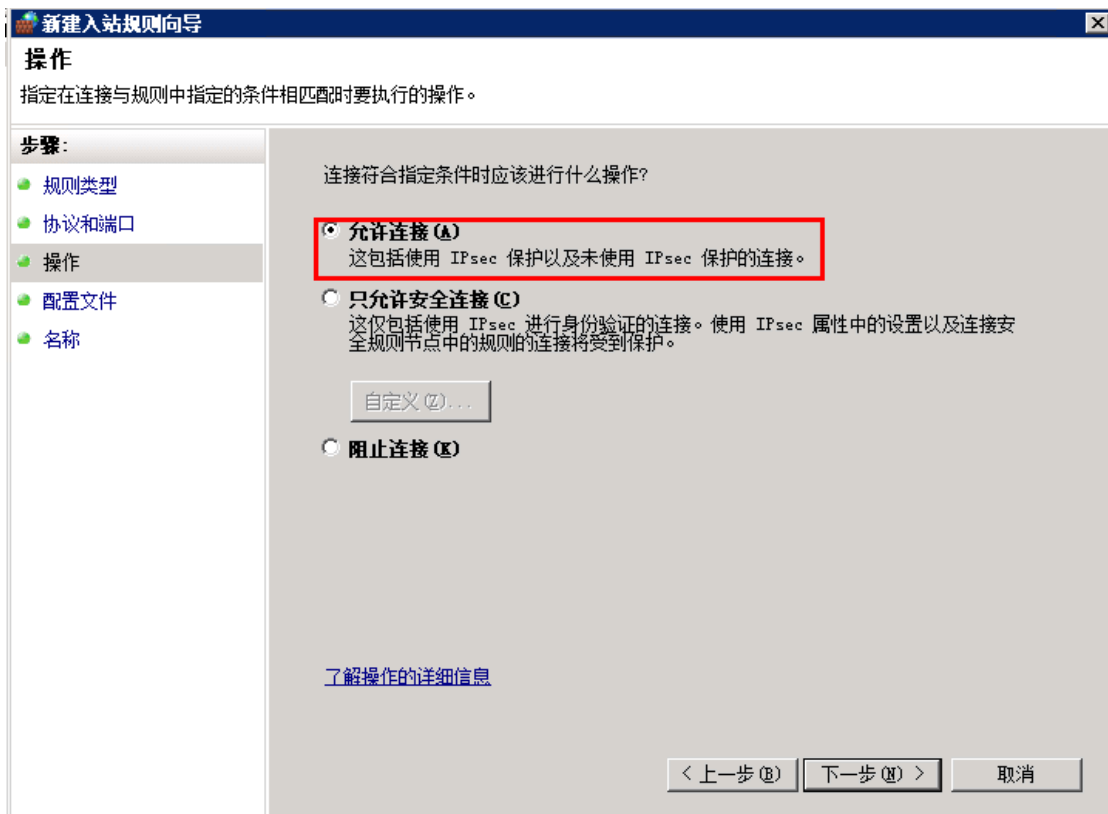 新建入站规则向导
操作
指定在连接与规则中指定的条件相匹配时要执行的操作。
步骤:
规则类型
协议和端口
操作
配置文件
名称
连接符合指定条件时应该进行什么操作?
允许连接(A)
这包括使用 IPsec 保护以及未使用 IPsec 保护的连接。
只允许安全连接(C)
这仅包括使用 IPsec 进行身份验证的连接。使用 IPsec 属性中的设置以及连接安
全规则节点中的规则的连接将受到保护。
自定义(Z)...
阻止连接(K)
了解操作的详细信息
< 上一步(B)
下一步(N) >
取消